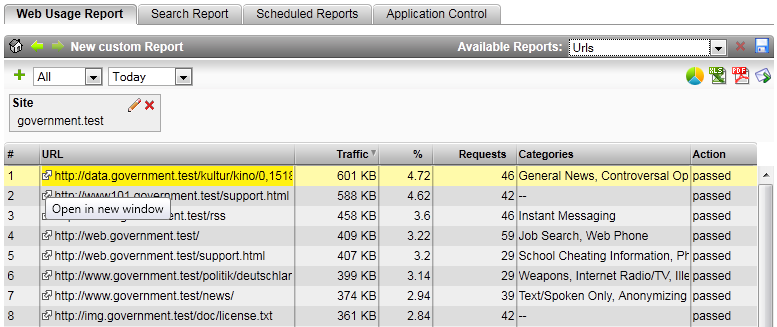 Web Usage Report Search Report Scheduled Reports Application Control
New custom Report Available Reports: Urls
All Today XLS PDF
Site
government.test
# URL Traffic % Requests Categories Action
1 http://data.government.test/kultur/kino/0,1518 601 KB 4.72 46 General News, Controversial Op passed
2 http://www.101.government.test/support.html 588 KB 4.62 42 -- passed
Open in new window
3 .government.test/rss 458 KB 3.6 46 Instant Messaging passed
4 http://web.government.test/ 409 KB 3.22 59 Job Search, Web Phone passed
5 http://web.government.test/support.html 407 KB 3.2 29 School Cheating Information, Ph passed
6 http://www.government.test/politik/deutschlar 399 KB 3.14 29 Weapons, Internet Radio/TV, Ille passed
7 http://www.government.test/news/ 374 KB 2.94 39 Text/Spoken Only, Anonymizing passed
8 http://img.government.test/doc/license.txt 361 KB 2.84 42 -- passed